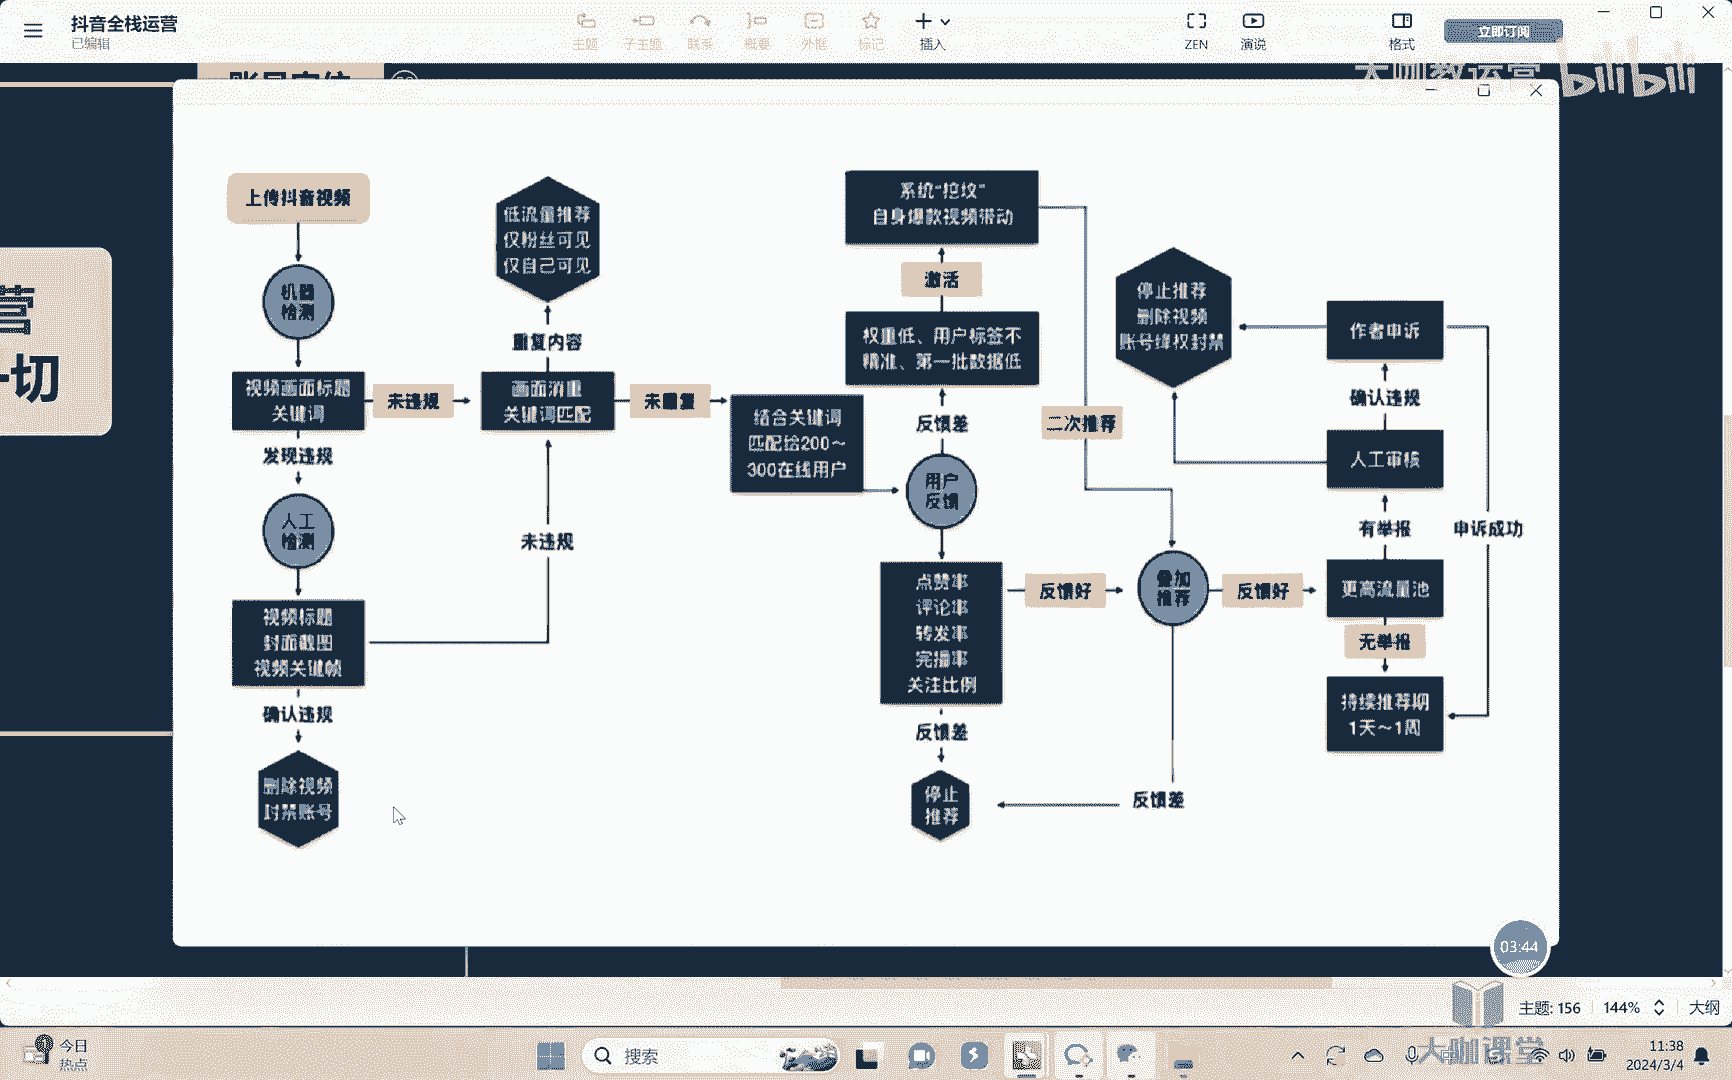 抖音全栈运营
已编辑
主题
子主题
联系
概要
外框
标记
插入
ZEN
演说
格式
立即订阅
账号定位
大咖教运营
bilibili
营
一切
上传抖音视频
机器
检测
视频画面标题
关键词
发现违规
人工
检测
视频标题
封面截图
视频关键帧
确认违规
删除视频
封禁账号
未违规
低流量推荐
仅粉丝可见
仅自己可见
重复内容
画面消重
关键词匹配
未违规
未重复
结合关键词
匹配给200～
300在线用户
系统“挖坟”
自身爆款视频带动
激活
权重低、用户标签不
精准、第一批数据低
反馈差
用户
反馈
点赞率
评论率
转发率
完播率
关注比例
反馈差
停止
推荐
反馈好
二次推荐
叠加
推荐
反馈差
反馈好
停止推荐
删除视频
账号降权封禁
作者申诉
确认违规
人工审核
有举报
更高流量池
无举报
持续推荐期
1天～1周
申诉成功
03:44
主题: 156
144%
大纲
今日
热点
搜索
大咖课堂
11:38
2024/3/4